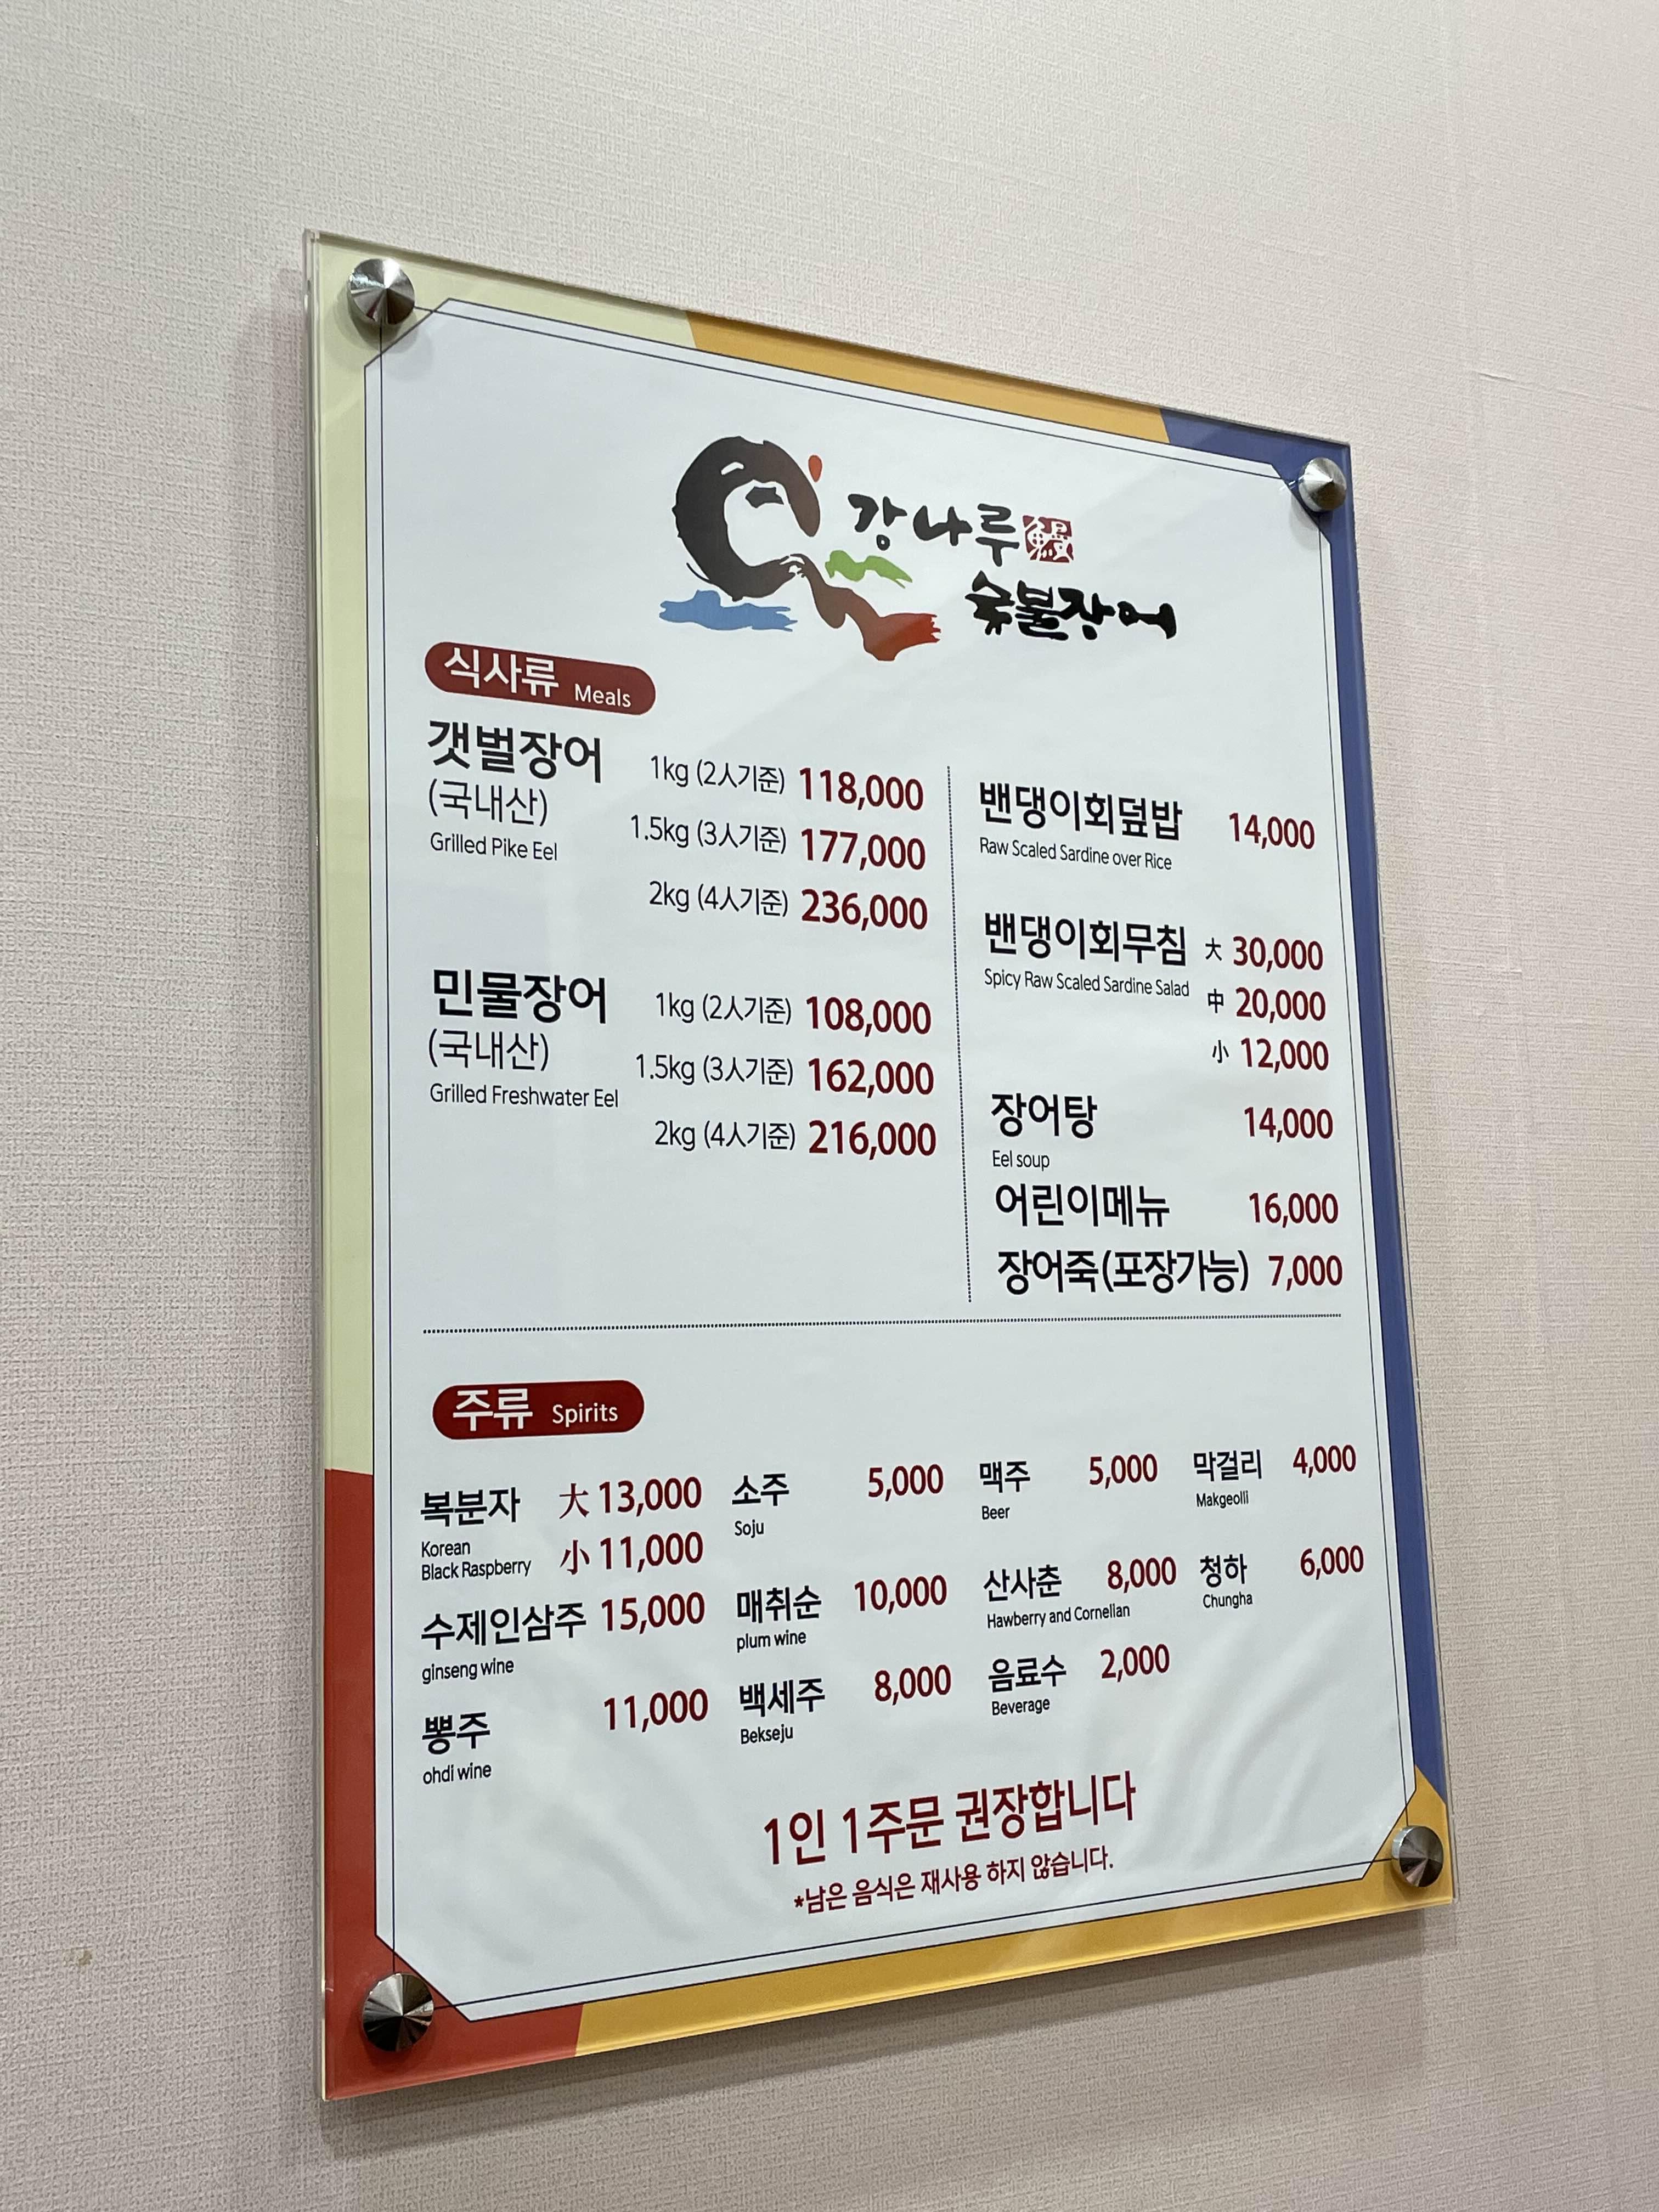 강나루 鰻
숯불장어
식사류 Meals
갯벌장어
(국내산)
Grilled Pike Eel
1kg (2人기준) 118,000
1.5kg (3人기준) 177,000
2kg (4人기준) 236,000
민물장어
(국내산)
Grilled Freshwater Eel
1kg (2人기준) 108,000
1.5kg (3人기준) 162,000
2kg (4人기준) 216,000
밴댕이회덮밥 14,000
Raw Scaled Sardine over Rice
밴댕이회무침 大 30,000
Spicy Raw Scaled Sardine Salad
中 20,000
小 12,000
장어탕 14,000
Eel soup
어린이메뉴 16,000
장어죽(포장가능) 7,000
주류 Spirits
복분자 大 13,000
Korean
Black Raspberry
小 11,000
소주 5,000
Soju
맥주 5,000
Beer
막걸리 4,000
Makgeolli
수제인삼주 15,000
ginseng wine
매취순 10,000
plum wine
산사춘 8,000
Hawberry and Cornelian
청하 6,000
Chungha
뽕주 11,000
ohdi wine
백세주 8,000
Bekseju
음료수 2,000
Beverage
1인 1주문 권장합니다
*남은 음식은 재사용 하지 않습니다.